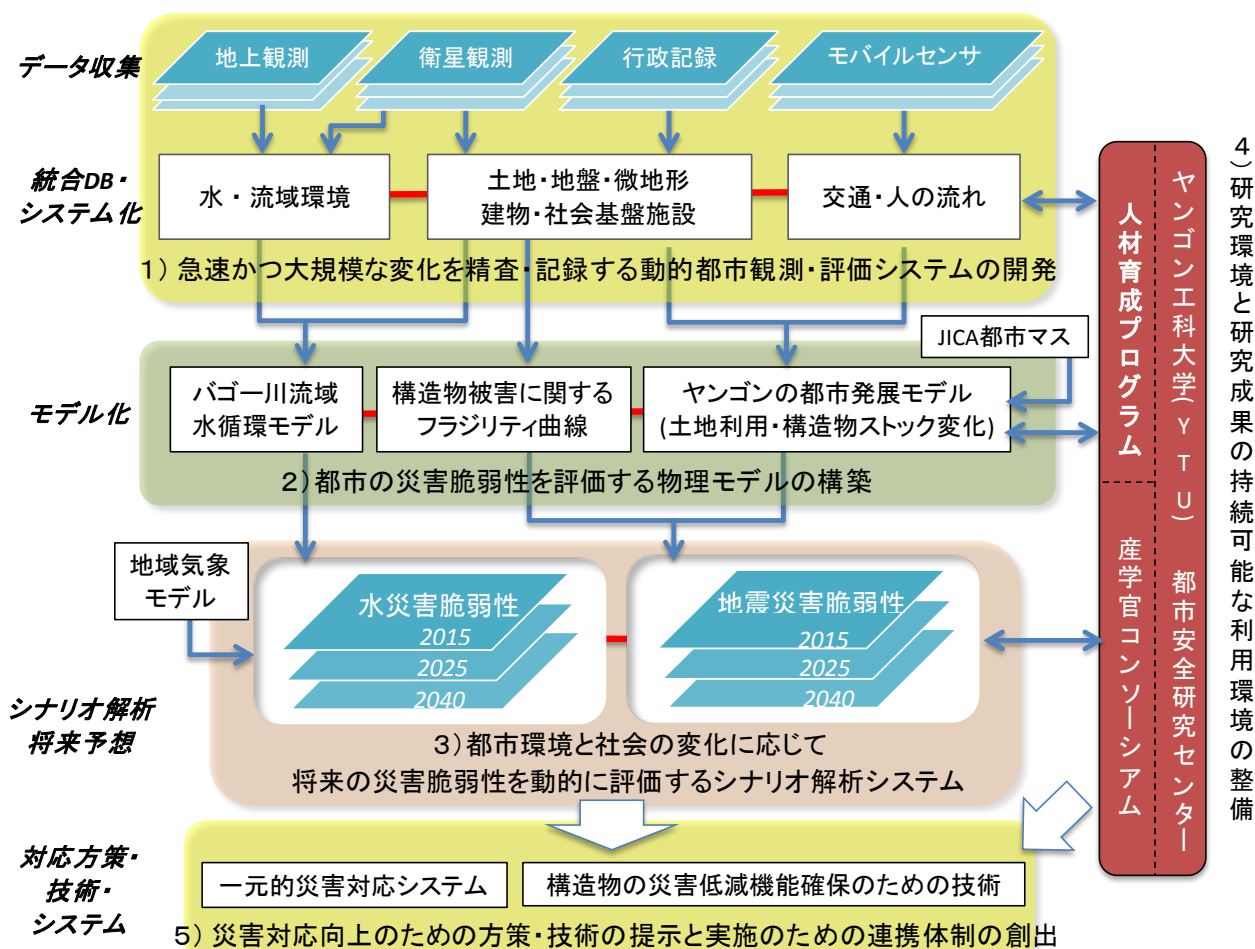 データ収集
地上観測
衛星観測
行政記録
モバイルセンサ
統合DB・
システム化
水・流域環境
土地・地盤・微地形
建物・社会基盤施設
交通・人の流れ
1）急速かつ大規模な変化を精査・記録する動的都市観測・評価システムの開発
JICA都市マス
モデル化
バゴー川流域
水循環モデル
構造物被害に関する
フラジリティ曲線
ヤンゴンの都市発展モデル
(土地利用・構造物ストック変化)
2）都市の災害脆弱性を評価する物理モデルの構築
地域気象
モデル
水災害脆弱性
2015
2025
2040
地震災害脆弱性
2015
2025
2040
シナリオ解析
将来予想
3）都市環境と社会の変化に応じて
将来の災害脆弱性を動的に評価するシナリオ解析システム
対応方策・
技術・
システム
一元的災害対応システム
構造物の災害低減機能確保のための技術
5）災害対応向上のための方策・技術の提示と実施のための連携体制の創出
4）研究環境と研究成果の持続可能な利用環境の整備
ヤンゴン工科大学(YTU) 都市安全研究センター
人材育成プログラム
産学官コンソーシアム